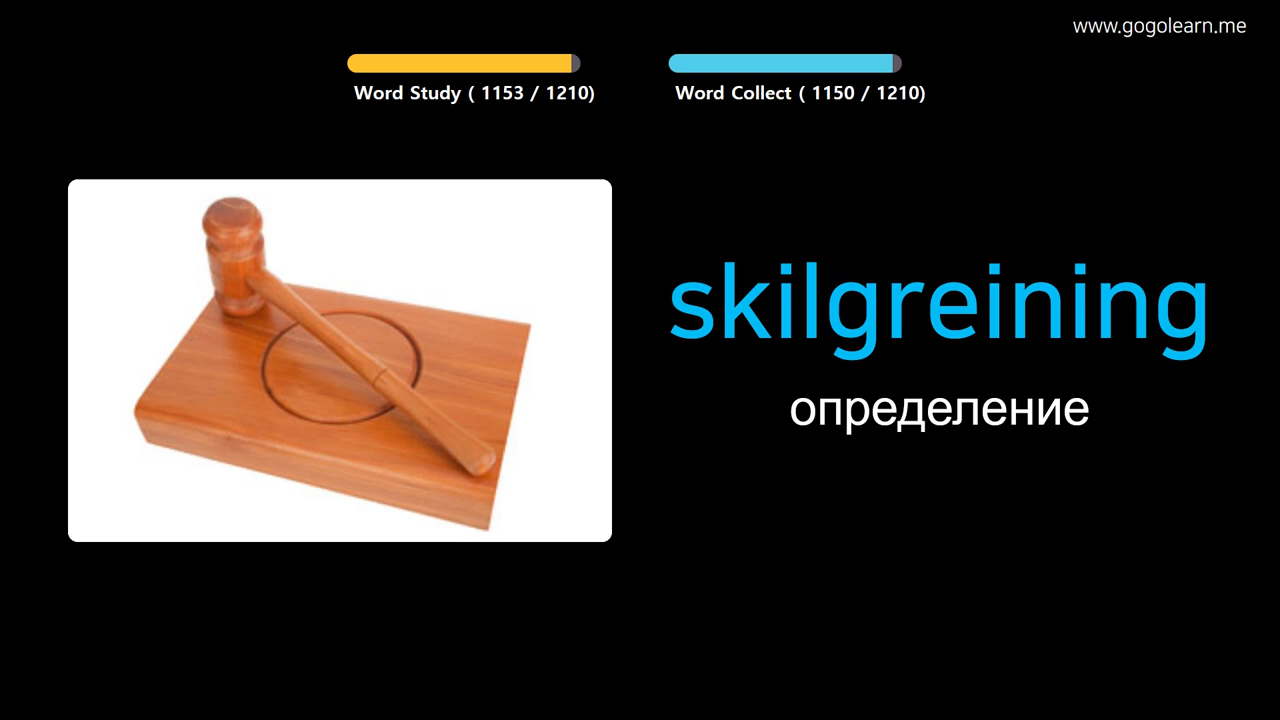 www.gogolearn.me
Word Study ( 1153 / 1210)
Word Collect ( 1150 / 1210)
skilgreining
определение